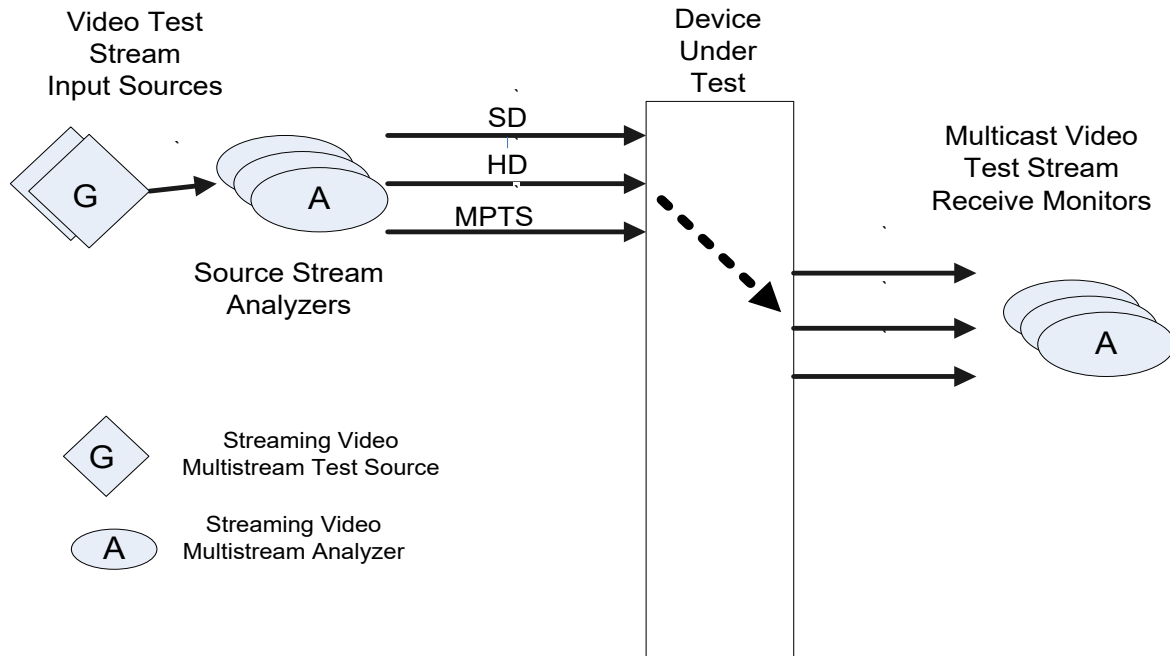 Video Test
Stream
Input Sources
Device
Under
Test
SD
HD
MPTS
G
A
Source Stream
Analyzers
Multicast Video
Test Stream
Receive Monitors
A
G
Streaming Video
Multistream Test Source
A
Streaming Video
Multistream Analyzer